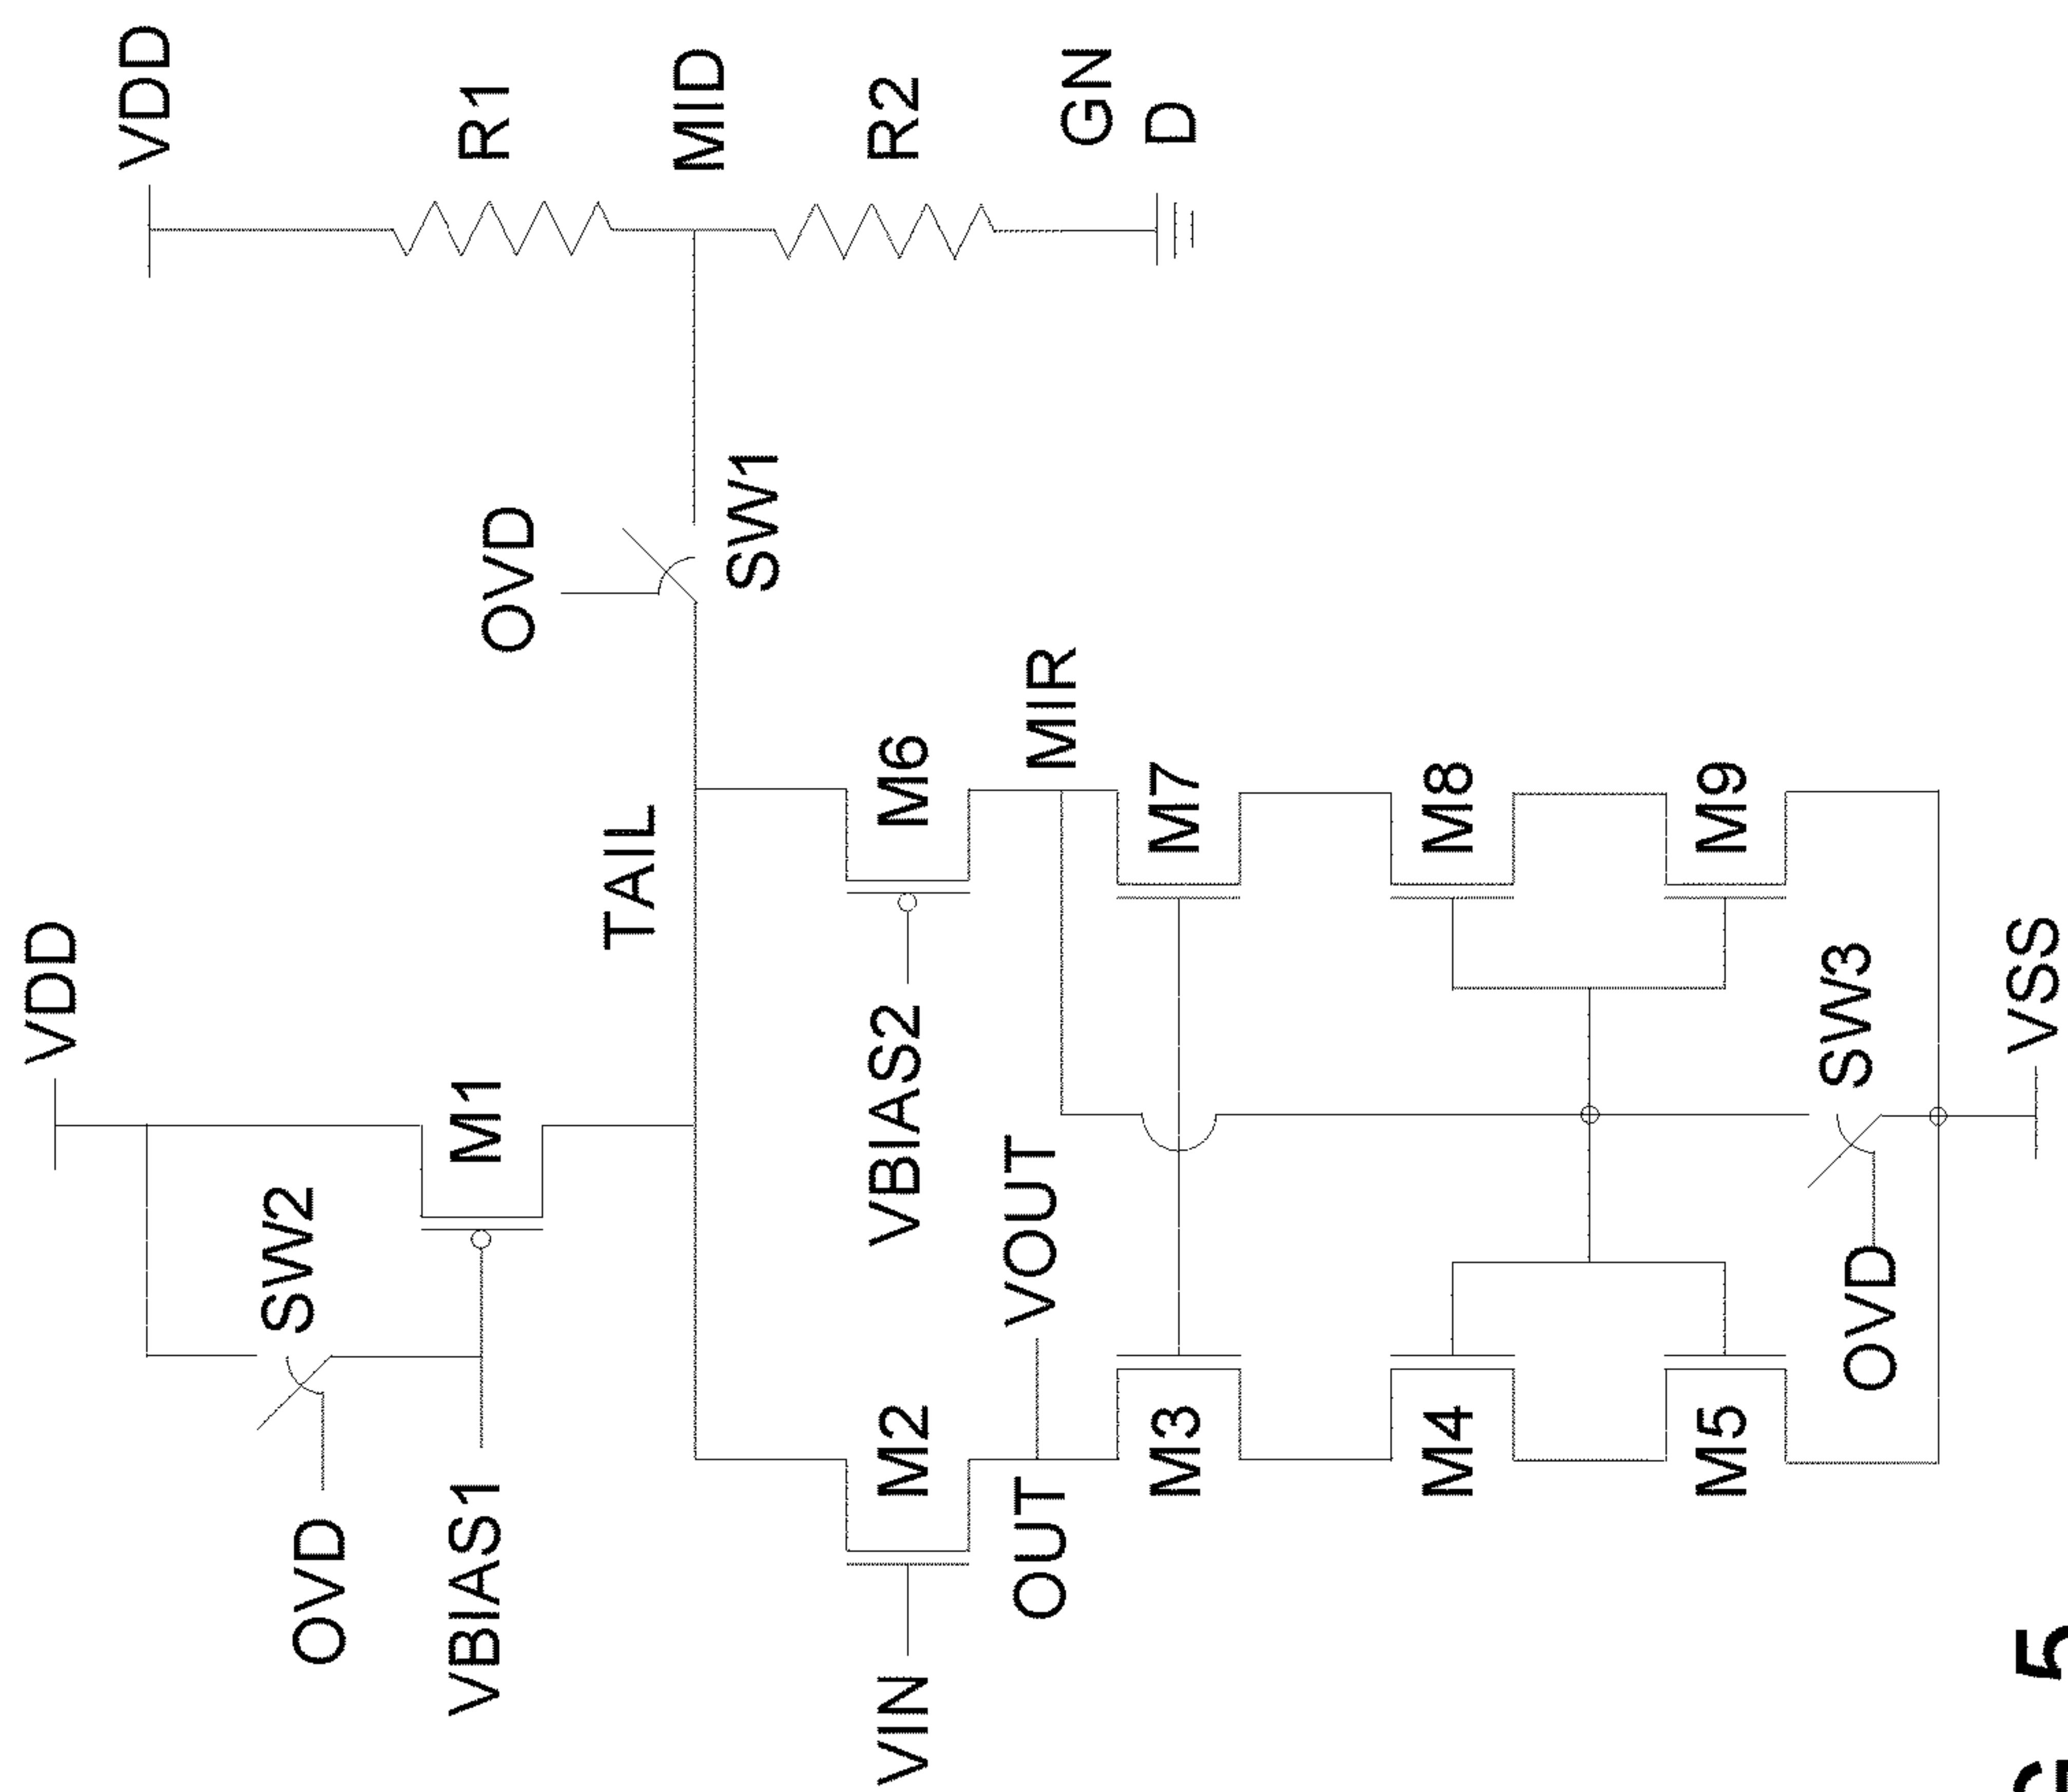 VDD
R1
MID
R2
GN
D
OVD
SW1
VDD
SW2
M1
OVD
VBIAS1
TAIL
M6
VBIAS2
MIR
M2
VIN
VOUT
OUT
M7
M3
M8
M4
M9
M5
SW3
OVD
VSS
5